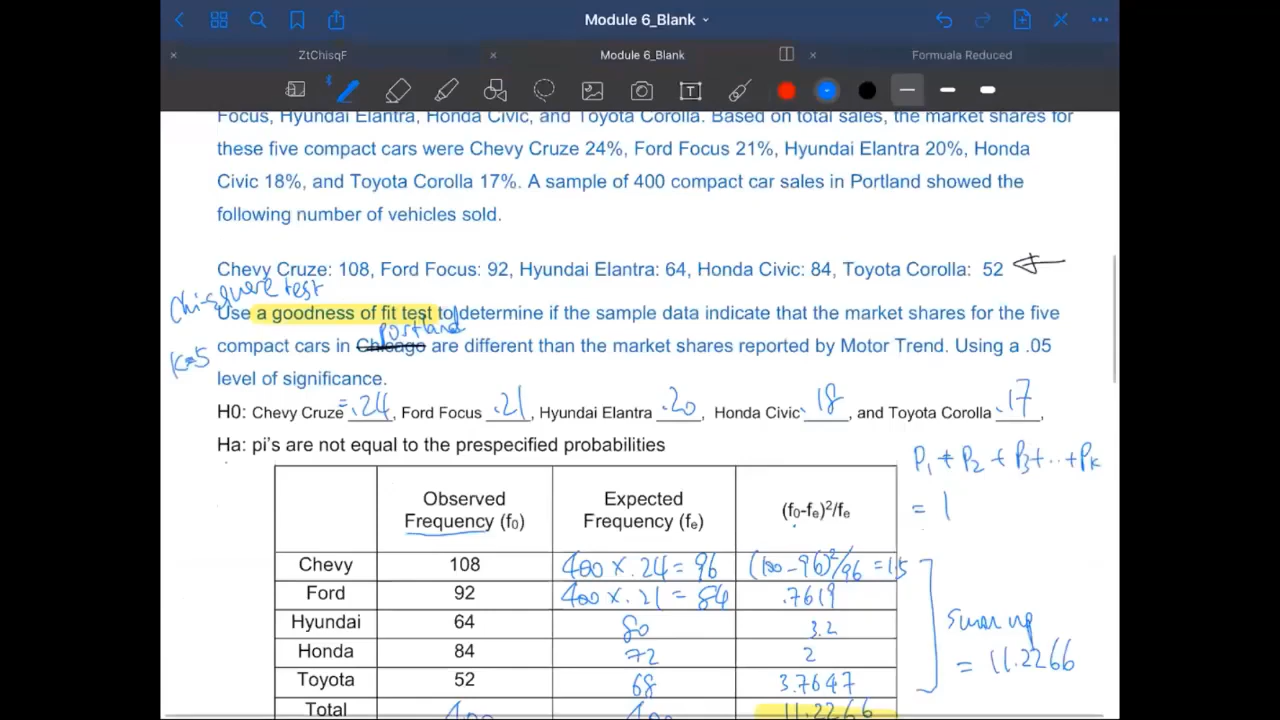 Module 6_Blank
ZtChisqF
Module 6_Blank
Formuala Reduced
Focus, Hyundai Elantra, Honda Civic, and Toyota Corolla. Based on total sales, the market shares for
these five compact cars were Chevy Cruze 24%, Ford Focus 21%, Hyundai Elantra 20%, Honda
Civic 18%, and Toyota Corolla 17%. A sample of 400 compact car sales in Portland showed the
following number of vehicles sold.
Chevy Cruze: 108, Ford Focus: 92, Hyundai Elantra: 64, Honda Civic: 84, Toyota Corolla: 52
Chi-square test
Use a goodness of fit test to determine if the sample data indicate that the market shares for the five
Portland
K=5
compact cars in Chicago are different than the market shares reported by Motor Trend. Using a .05
level of significance.
H0: Chevy Cruze =.24, Ford Focus .21, Hyundai Elantra .20, Honda Civic .18, and Toyota Corolla .17,
Ha: pi's are not equal to the prespecified probabilities
P1 + P2 + P3 + .. + Pk
= 1
Observed Frequency (f0) Expected Frequency (fe) (f0-fe)²/fe
Chevy 108 400 × .24 = 96 (108 - 96)²/96 = 1.5
Ford 92 400 × .21 = 84 .7619
Hyundai 64 80 3.2
Honda 84 72 2
Toyota 52 68 3.7647
Total 400 400 11.2266
Sum up
= 11.2266